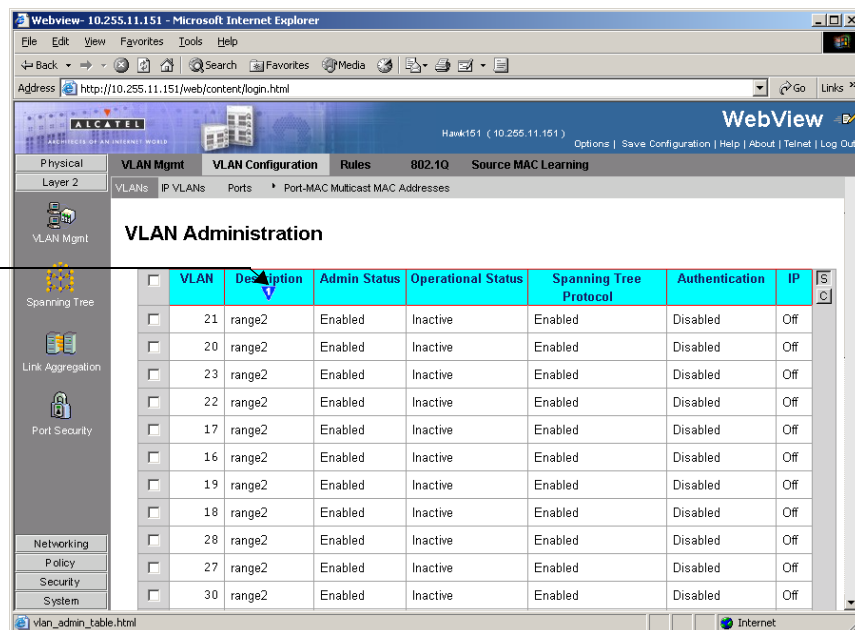 Webview- 10.255.11.151 - Microsoft Internet Explorer
File Edit View Favorites Tools Help
Back Search Favorites Media
Address http://10.255.11.151/web/content/login.html Go Links »
ALCATEL
ARCHITECTS OF AN INTERNET WORLD
WebView
Hawk151 ( 10.255.11.151 )
Options | Save Configuration | Help | About | Telnet | Log Out
Physical
Layer 2
VLAN Mgmt
Spanning Tree
Link Aggregation
Port Security
Networking
Policy
Security
System
VLAN Mgmt VLAN Configuration Rules 802.1Q Source MAC Learning
VLANs IP VLANs Ports Port-MAC Multicast MAC Addresses
VLAN Administration
VLAN Description Admin Status Operational Status Spanning Tree Protocol Authentication IP S
1 C
21 range2 Enabled Inactive Enabled Disabled Off
20 range2 Enabled Inactive Enabled Disabled Off
23 range2 Enabled Inactive Enabled Disabled Off
22 range2 Enabled Inactive Enabled Disabled Off
17 range2 Enabled Inactive Enabled Disabled Off
16 range2 Enabled Inactive Enabled Disabled Off
19 range2 Enabled Inactive Enabled Disabled Off
18 range2 Enabled Inactive Enabled Disabled Off
28 range2 Enabled Inactive Enabled Disabled Off
27 range2 Enabled Inactive Enabled Disabled Off
30 range2 Enabled Inactive Enabled Disabled Off
vlan_admin_table.html Internet